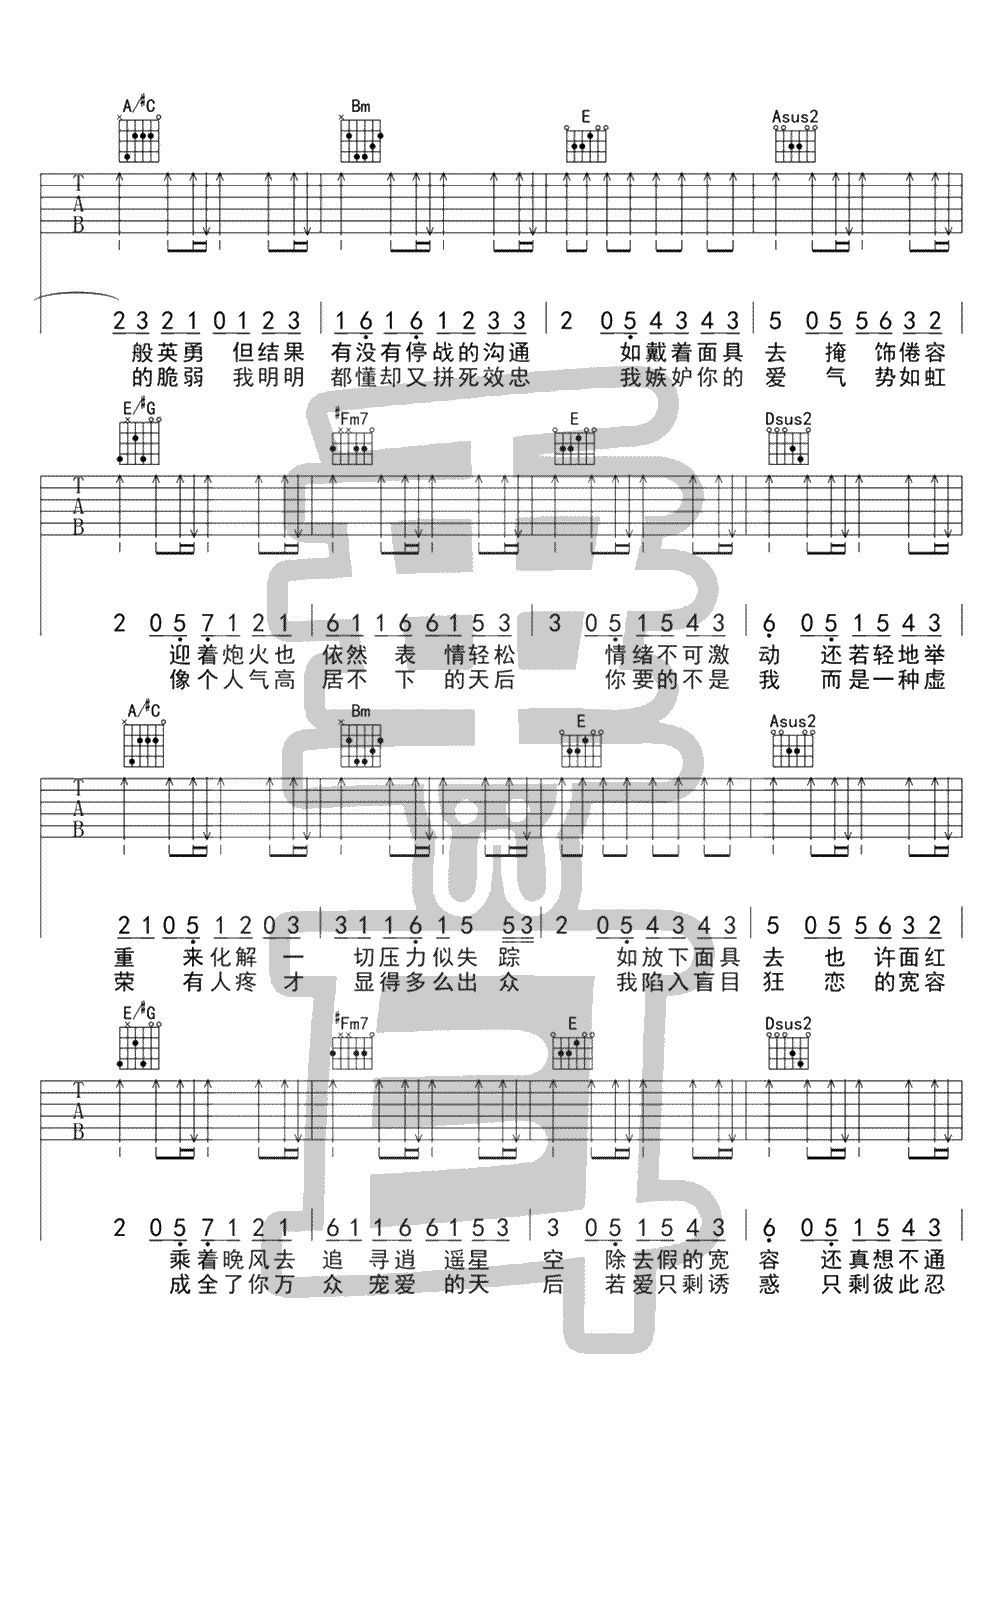 A/#C Bm E Asus2
T
A
B
2 3 2 1 0 1 2 3 | 1 6 1 6 1 2 3 3 | 2 0 5 4 3 4 3 | 5 0 5 5 6 3 2 |
般英勇 但结果 有没有停战的沟通 如戴着面具 去 掩 饰倦容
的脆弱 我明明 都懂却又拼死效忠 我嫉妒你的 爱 气 势如虹
E/#G #Fm7 E Dsus2
T
A
B
2 0 5 7 1 2 1 | 6 1 1 6 6 1 5 3 | 3 0 5 1 5 4 3 | 6 0 5 1 5 4 3 |
迎着炮火也 依然 表 情轻松 情绪不可激 动 还若轻地举
像个人气高 居不 下 的天后 你要的不是 我 而是一种虚
A/#C Bm E Asus2
T
A
B
2 1 0 5 1 2 0 3 | 3 1 1 6 1 5 5 3 | 2 0 5 4 3 4 3 | 5 0 5 5 6 3 2 |
重 来化解 一 切压力似失 踪 如放下面具 去 也 许面红
荣 有人疼 才 显得多么出 众 我陷入盲目 狂 恋 的宽容
E/#G #Fm7 E Dsus2
T
A
B
2 0 5 7 1 2 1 | 6 1 1 6 6 1 5 3 | 3 0 5 1 5 4 3 | 6 0 5 1 5 4 3 |
乘着晚风去 追 寻逍 遥星 空 除去假的宽 容 还真想不通
成全了你万 众 宠爱 的天 后 若爱只剩诱 惑 只剩彼此忍